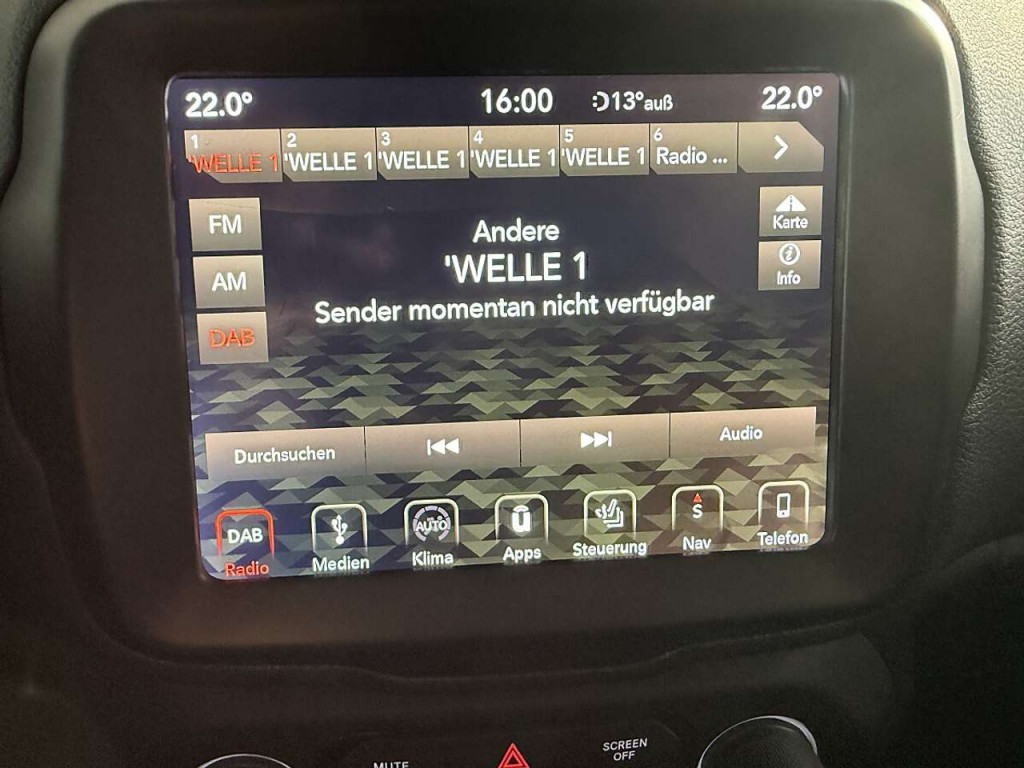 22.0° 16:00 13°auß 22.0°
1 2 3 4 5 6
'WELLE 1 'WELLE 1 'WELLE 1 'WELLE 1 'WELLE 1 Radio ...
FM
Andere
Karte
'WELLE 1
AM
Info
Sender momentan nicht verfügbar
DAB
Durchsuchen Audio
DAB AUTO ü S
Radio Medien Klima Apps Steuerung Nav Telefon
MUTE SCREEN
OFF